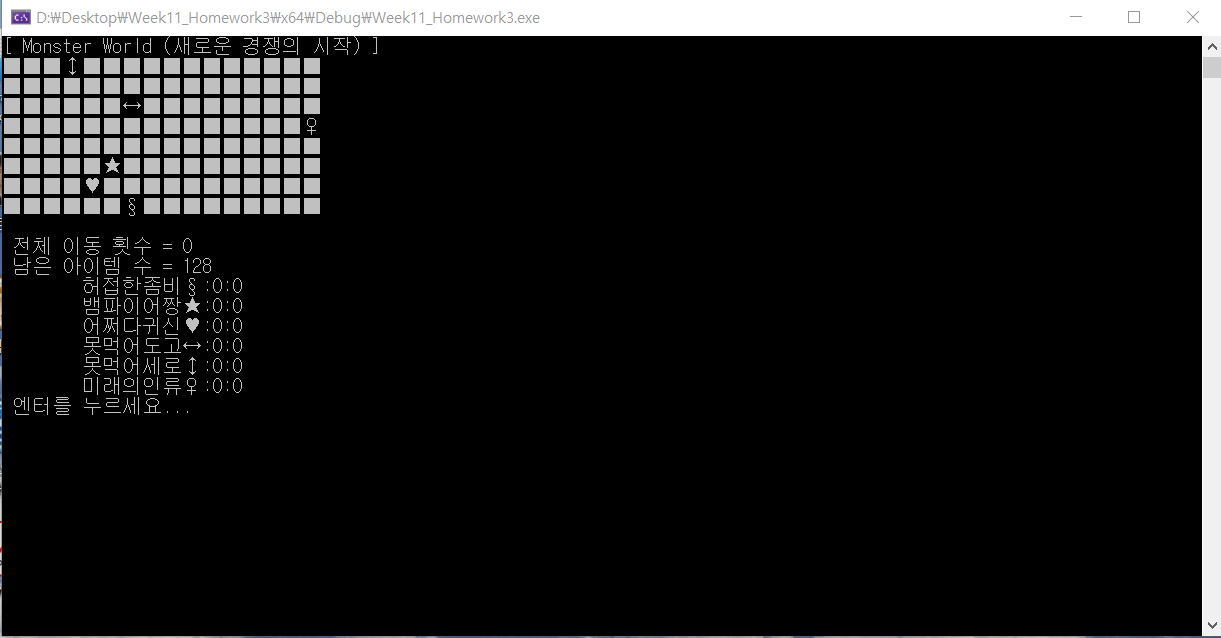 D:₩Desktop₩Week11_Homework3₩x64₩Debug₩Week11_Homework3.exe
[ Monster World (새로운 경쟁의 시작) ]
■■■↕■■■■■■■■■■■■
■■■■■■■■■■■■■■■■
■■■■■■↔■■■■■■■■■
■■■■■■■■■■■■■■■♀
■■■■■■■■■■■■■■■■
■■■■■★■■■■■■■■■■
■■■■♥■■■■■■■■■■■
■■■■■■§■■■■■■■■■
전체 이동 횟수 = 0
남은 아이템 수 = 128
허접한좀비§:0:0
뱀파이어짱★:0:0
어쩌다귀신♥:0:0
못먹어도고↔:0:0
못먹어세로↕:0:0
미래의인류♀:0:0
엔터를 누르세요...